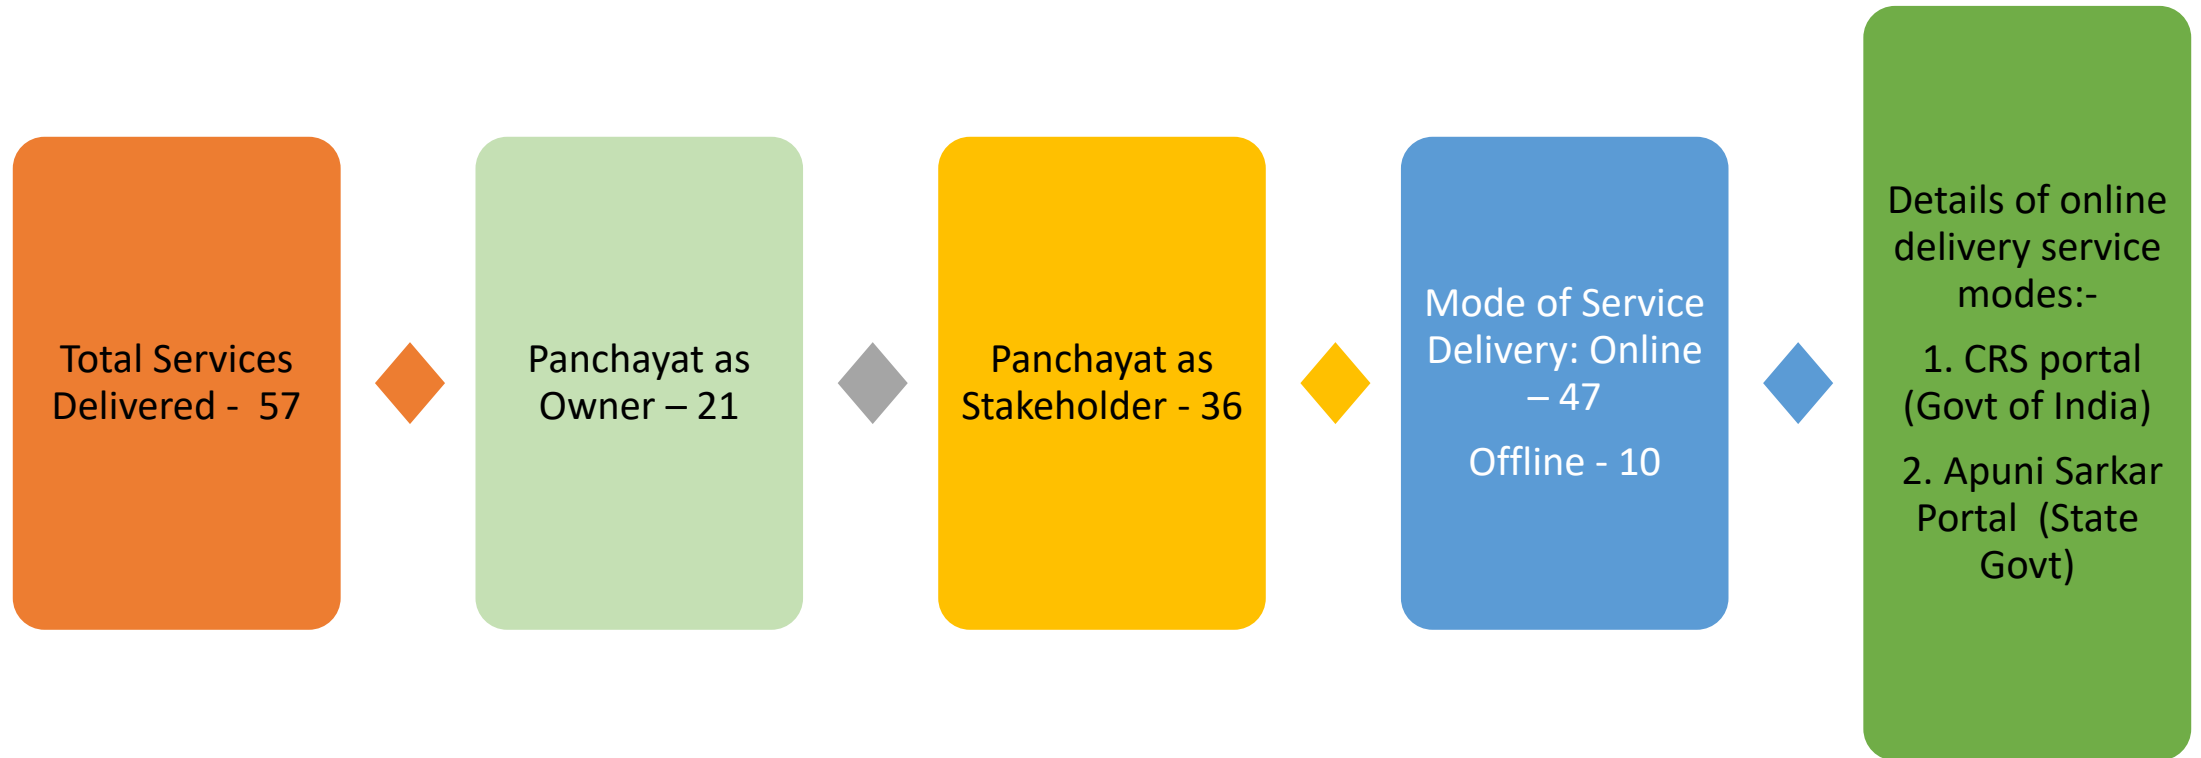 Total Services
Delivered - 57
Panchayat as
Owner – 21
Panchayat as
Stakeholder - 36
Mode of Service
Delivery: Online
– 47
Offline - 10
Details of online
delivery service
modes:-
1. CRS portal
(Govt of India)
2. Apuni Sarkar
Portal (State
Govt)